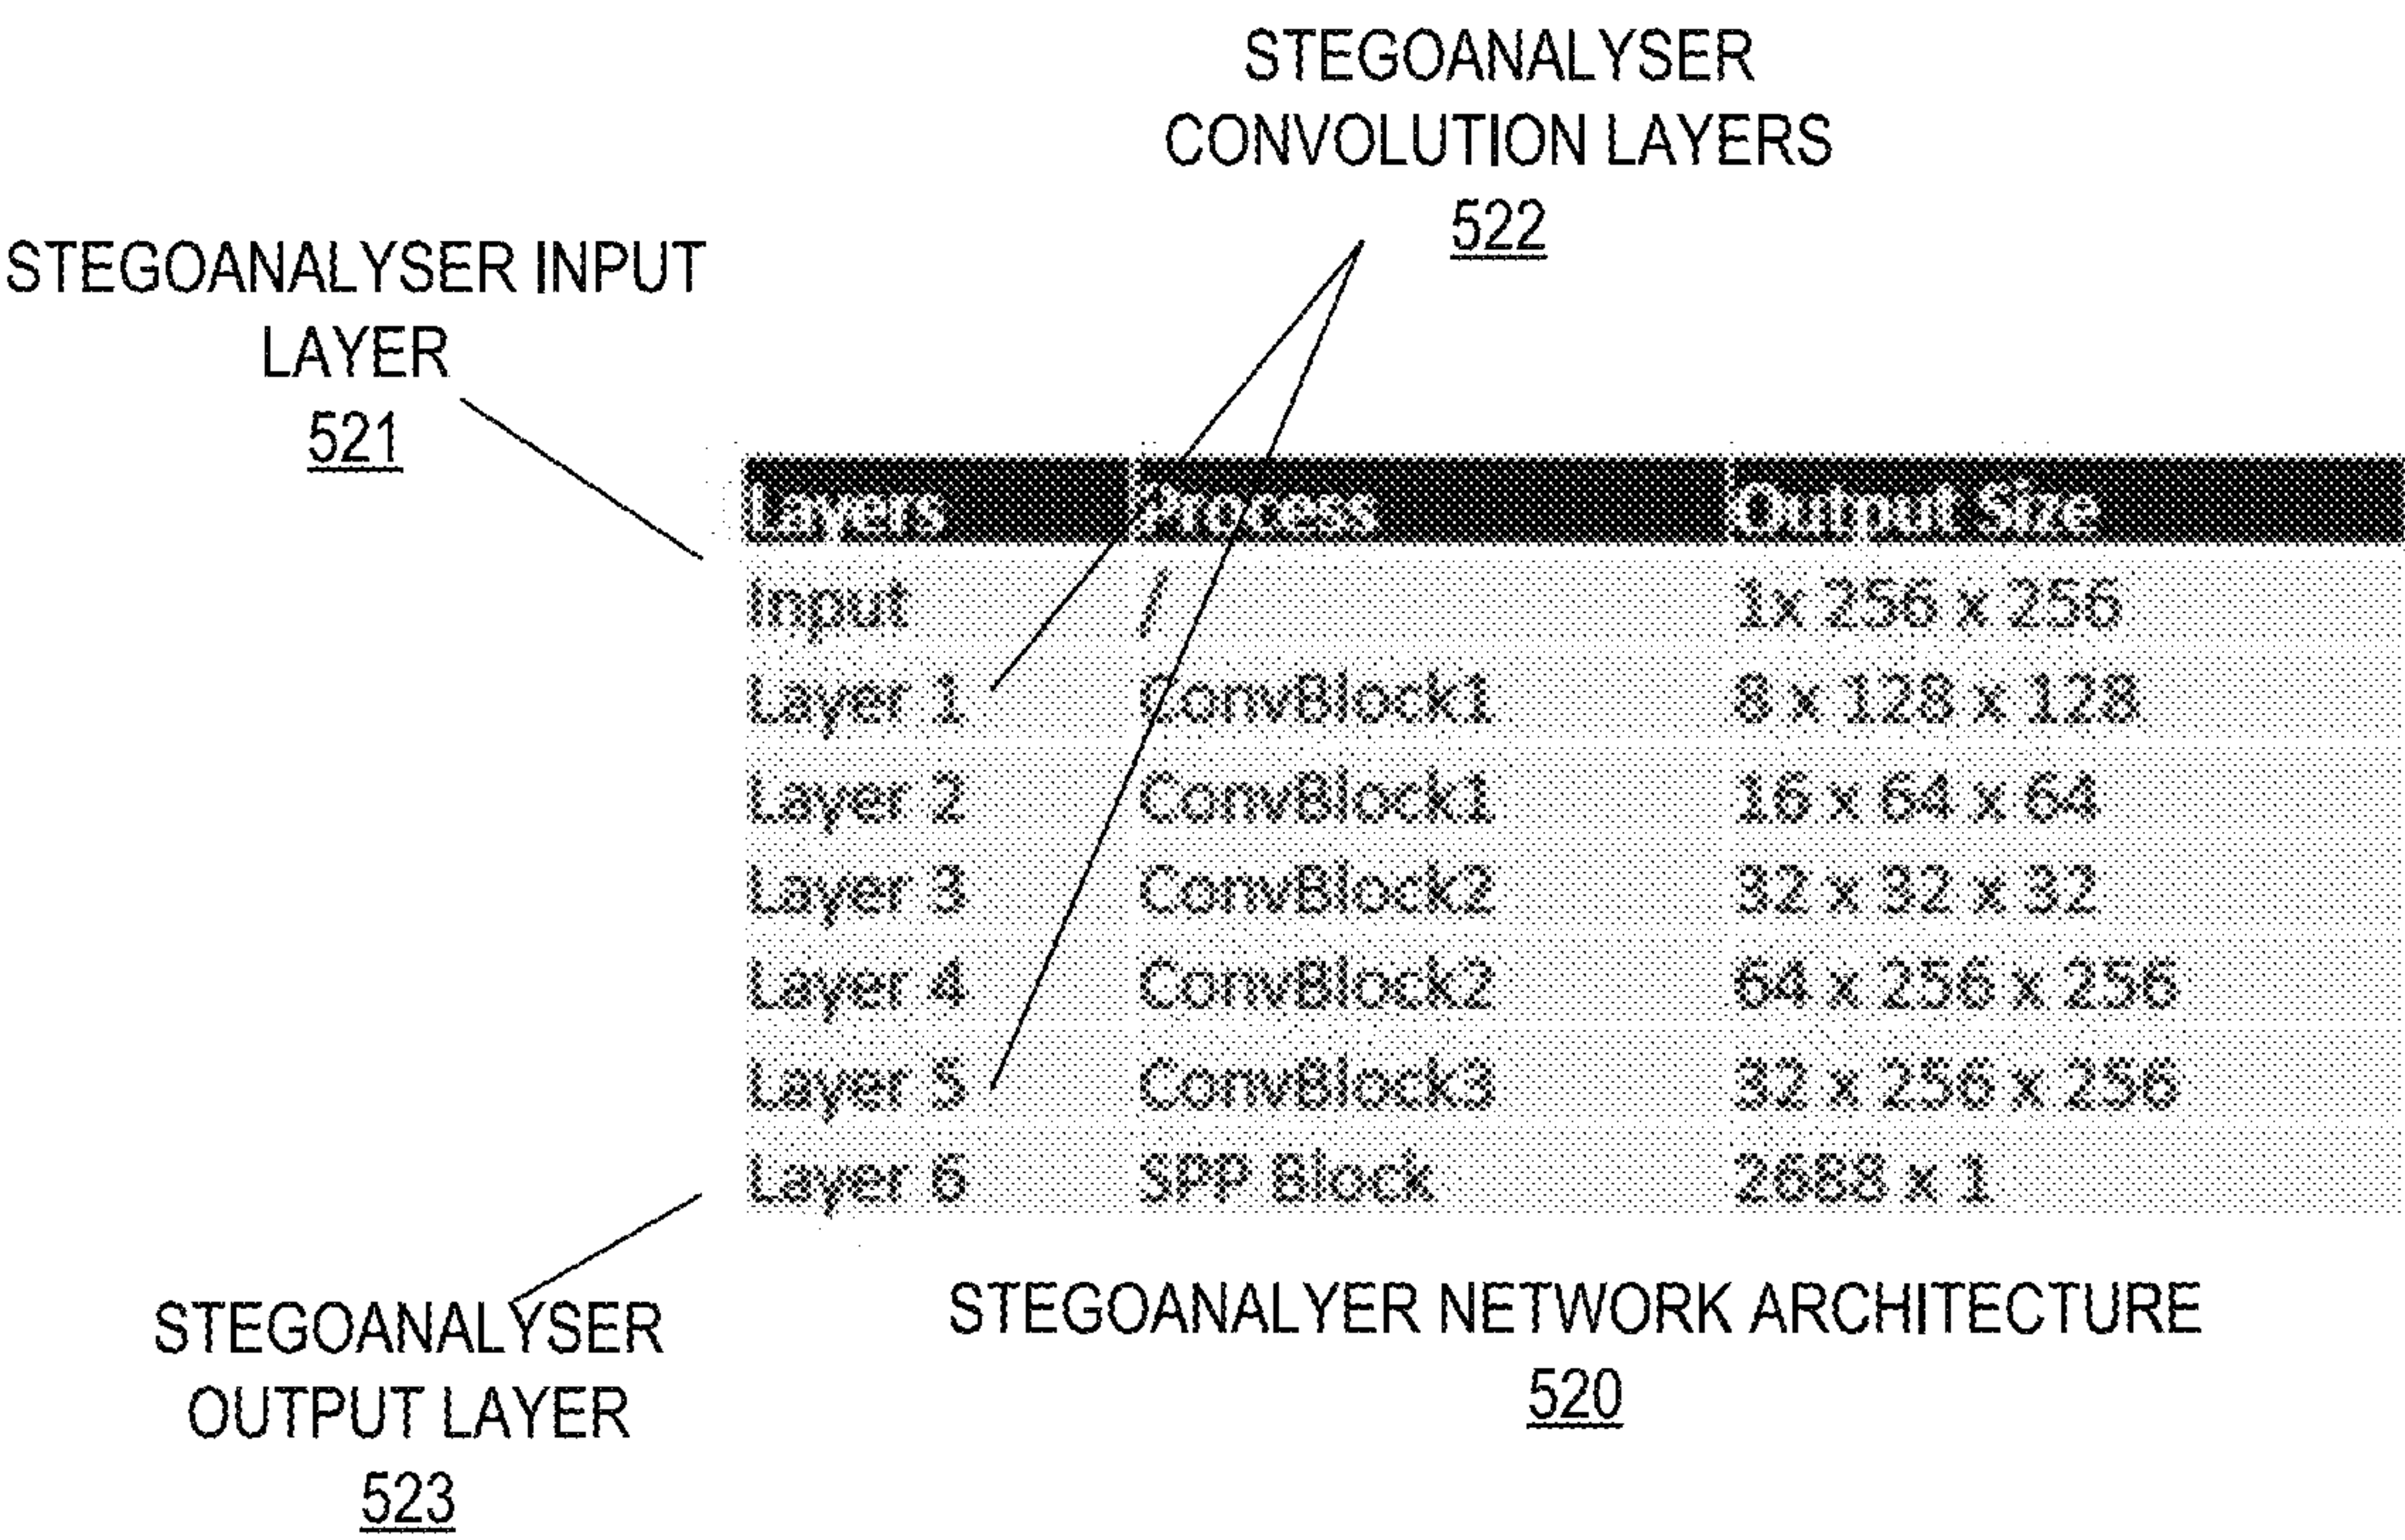 STEGOANALYSER
CONVOLUTION LAYERS
522
STEGOANALYSER INPUT
LAYER
521
Layers Process Output Size
Input / 1x 256 x 256
Layer 1 ConvBlock1 8 x 128 x 128
Layer 2 ConvBlock1 16 x 64 x 64
Layer 3 ConvBlock2 32 x 32 x 32
Layer 4 ConvBlock2 64 x 256 x 256
Layer 5 ConvBlock3 32 x 256 x 256
Layer 6 SPP Block 2688 x 1
STEGOANALYSER
OUTPUT LAYER
523
STEGOANALYER NETWORK ARCHITECTURE
520